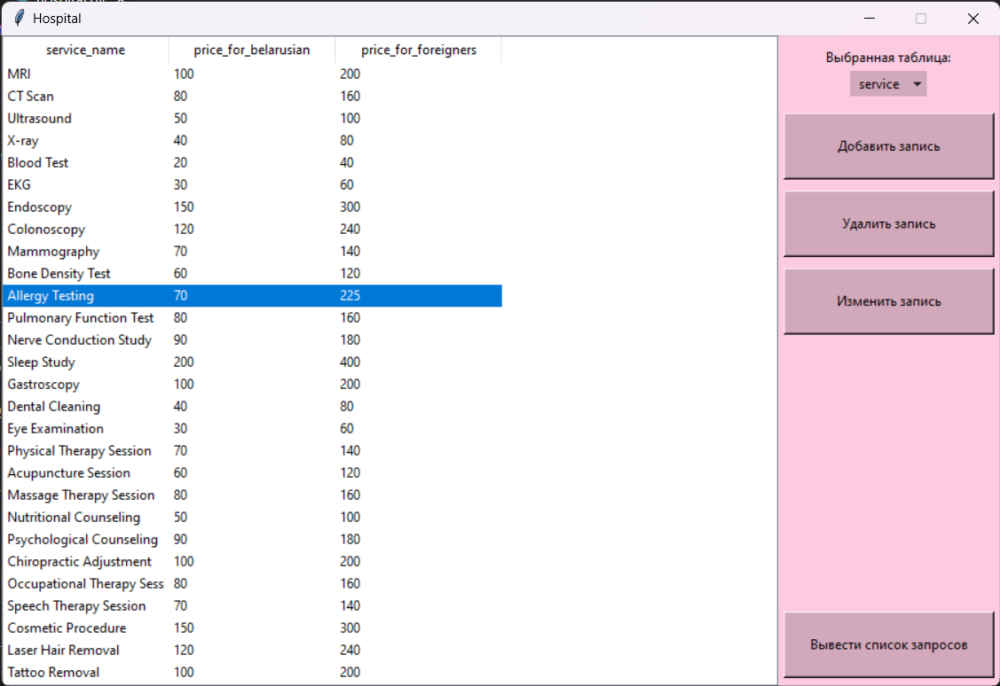 Hospital
service_name price_for_belarusian price_for_foreigners
MRI 100 200
CT Scan 80 160
Ultrasound 50 100
X-ray 40 80
Blood Test 20 40
EKG 30 60
Endoscopy 150 300
Colonoscopy 120 240
Mammography 70 140
Bone Density Test 60 120
Allergy Testing 70 225
Pulmonary Function Test 80 160
Nerve Conduction Study 90 180
Sleep Study 200 400
Gastroscopy 100 200
Dental Cleaning 40 80
Eye Examination 30 60
Physical Therapy Session 70 140
Acupuncture Session 60 120
Massage Therapy Session 80 160
Nutritional Counseling 50 100
Psychological Counseling 90 180
Chiropractic Adjustment 100 200
Occupational Therapy Sess 80 160
Speech Therapy Session 70 140
Cosmetic Procedure 150 300
Laser Hair Removal 120 240
Tattoo Removal 100 200
Выбранная таблица:
service
Добавить запись
Удалить запись
Изменить запись
Вывести список запросов